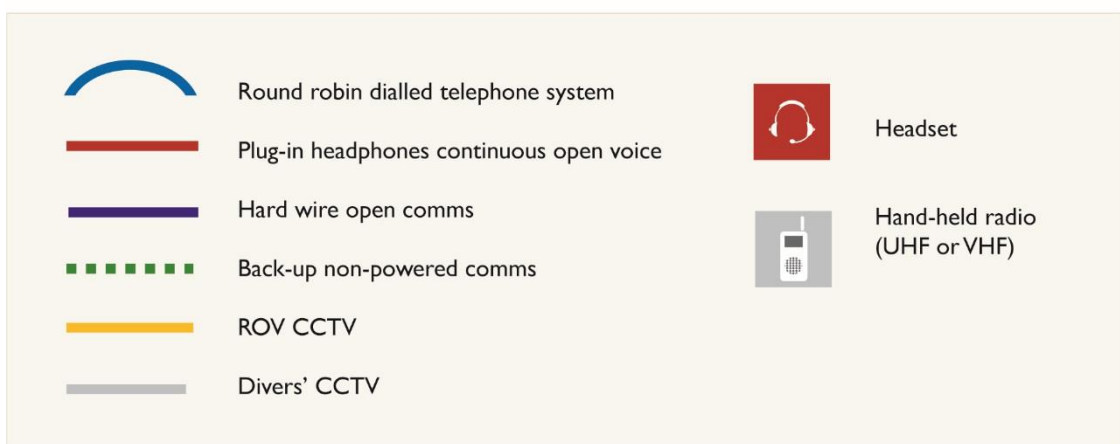 Round robin dialled telephone system
Plug-in headphones continuous open voice
Hard wire open comms
Back-up non-powered comms
ROV CCTV
Divers’ CCTV
Headset
Hand-held radio
(UHF or VHF)